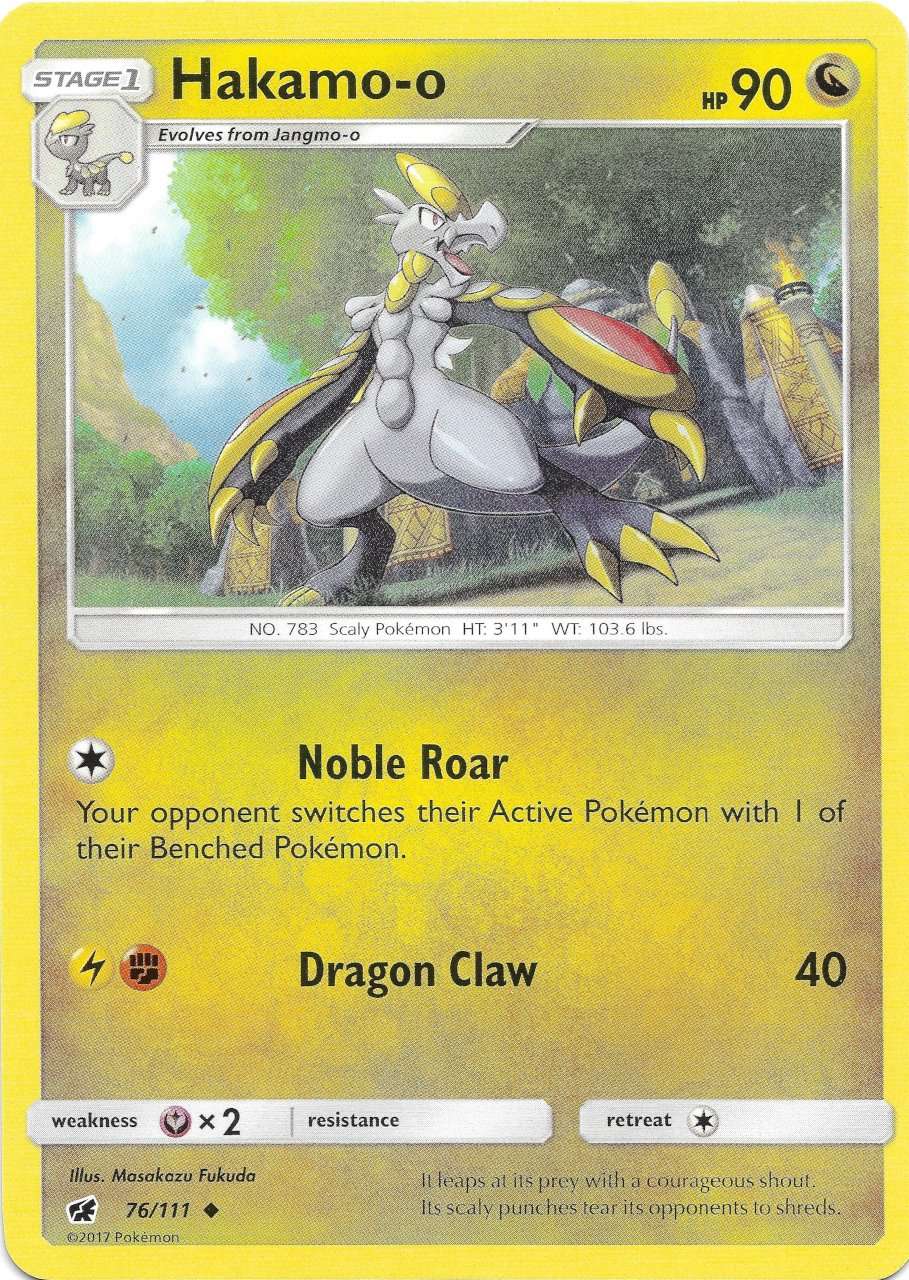 STAGE1 Hakamo-o HP 90
Evolves from Jangmo-o
NO. 783 Scaly Pokémon HT: 3'11" WT: 103.6 lbs.
Noble Roar
Your opponent switches their Active Pokémon with 1 of
their Benched Pokémon.
Dragon Claw 40
weakness ×2 resistance retreat
Illus. Masakazu Fukuda
It leaps at its prey with a courageous shout.
Its scaly punches tear its opponents to shreds.
76/111 ◆
©2017 Pokémon